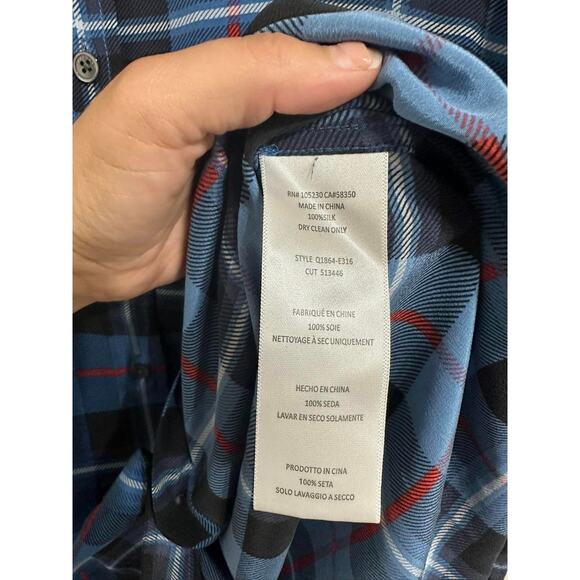 RN# 105230 CA#58350
MADE IN CHINA
100%SILK
DRY CLEAN ONLY
STYLE Q1864-E316
CUT 513446
FABRIQUÉ EN CHINE
100% SOIE
NETTOYAGE À SEC UNIQUEMENT
HECHO EN CHINA
100% SEDA
LAVAR EN SECO SOLAMENTE
PRODOTTO IN CINA
100% SETA
SOLO LAVAGGIO A SECCO